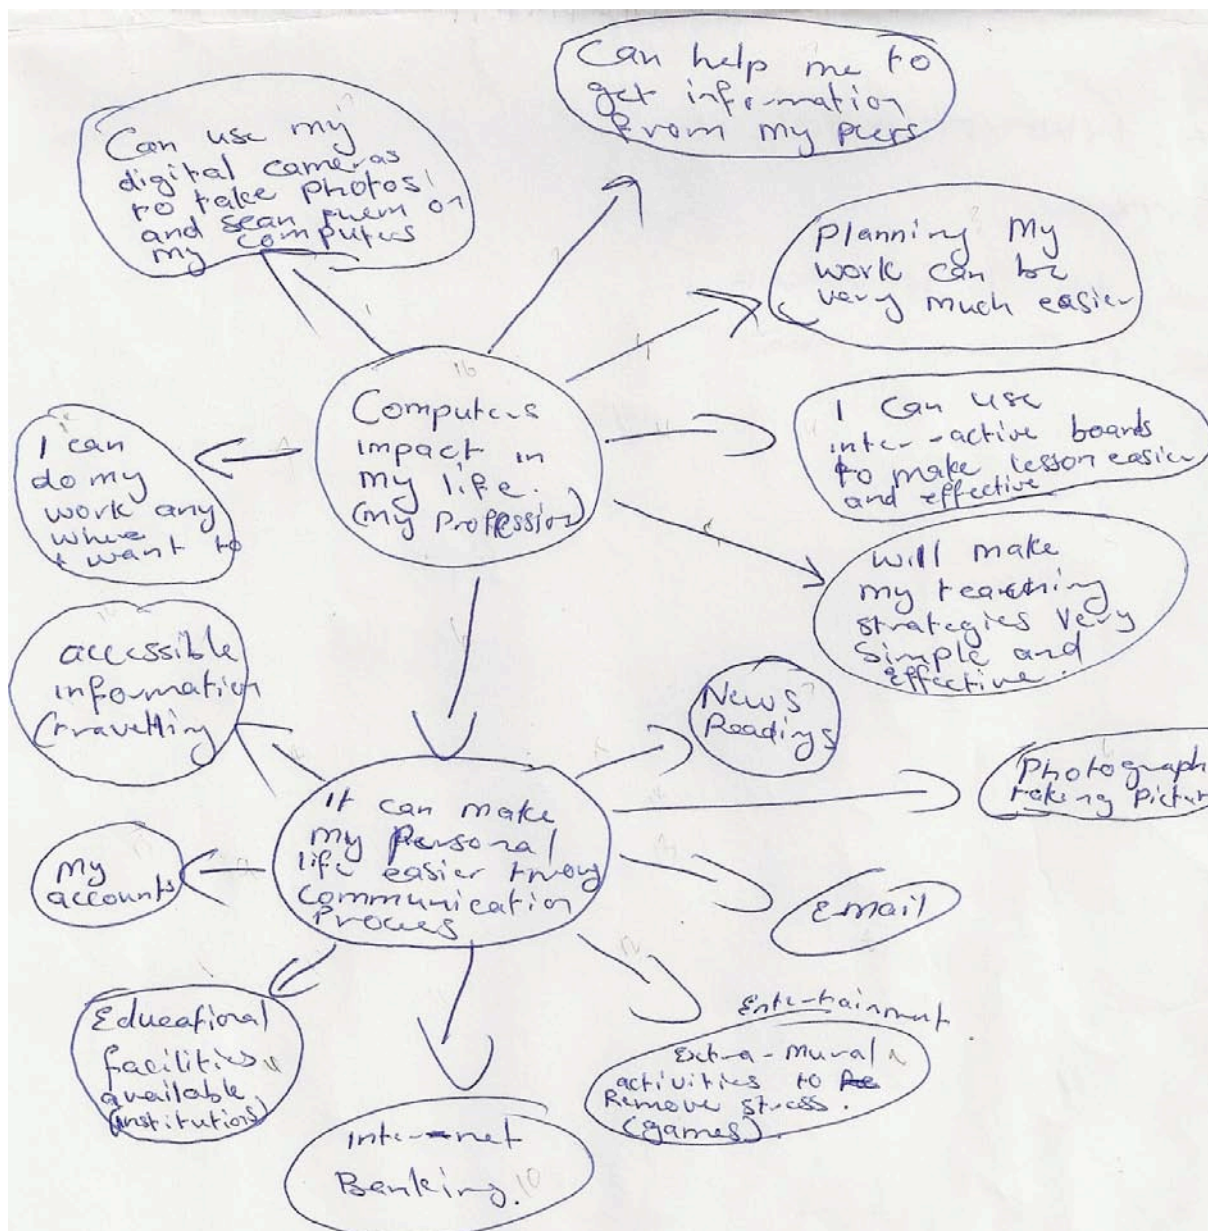 Can help me to
get information
from my peers
Can use my
digital cameras
to take photos
and scan them on
my computers
Planning My
work can be
very much easier
Computers
impact in
my life.
(my Profession)
I can use
inter-active boards
to make lesson easier
and effective
I can
do my
work any
where
I want to
will make
my teaching
strategies very
simple and
effective.
accessible
information
(travelling
News
Readings
Photograph
taking Pictur
It can make
my Personal
life easier
communication
Proces
My
accounts
E-mail
Educational
facilities
available
(institutions)
Entertainment
Extra-Mural
activities to
Remove stress.
(games).
Inter-net
Banking.